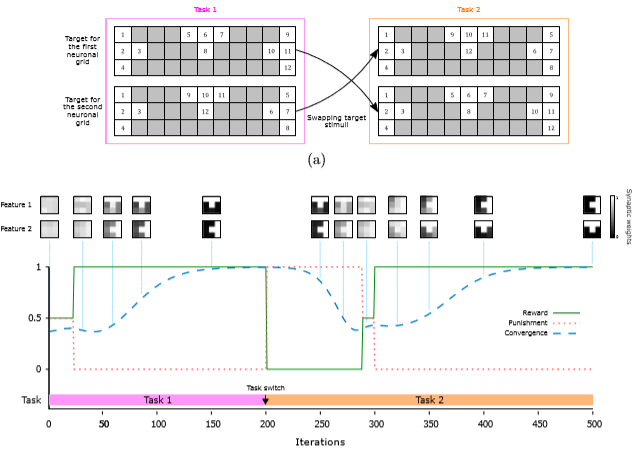 Task 1
Task 2
Target for
the first
neuronal
grid
1 5 6 7 9
2 3 8 10 11
4 12
1 9 10 11 5
2 3 12 6 7
4 8
Target for
the second
neuronal
grid
1 9 10 11 5
2 3 12 6 7
4 8
Swapping target
stimuli
1 5 6 7 9
2 3 8 10 11
4 12
(a)
Feature 1
Feature 2
1
0
Synaptic weights
1
0.5
0
Reward
Punishment
Convergence
Task switch
Task
Task 1
Task 2
0 50 50 100 150 200 250 300 350 400 450 500
Iterations